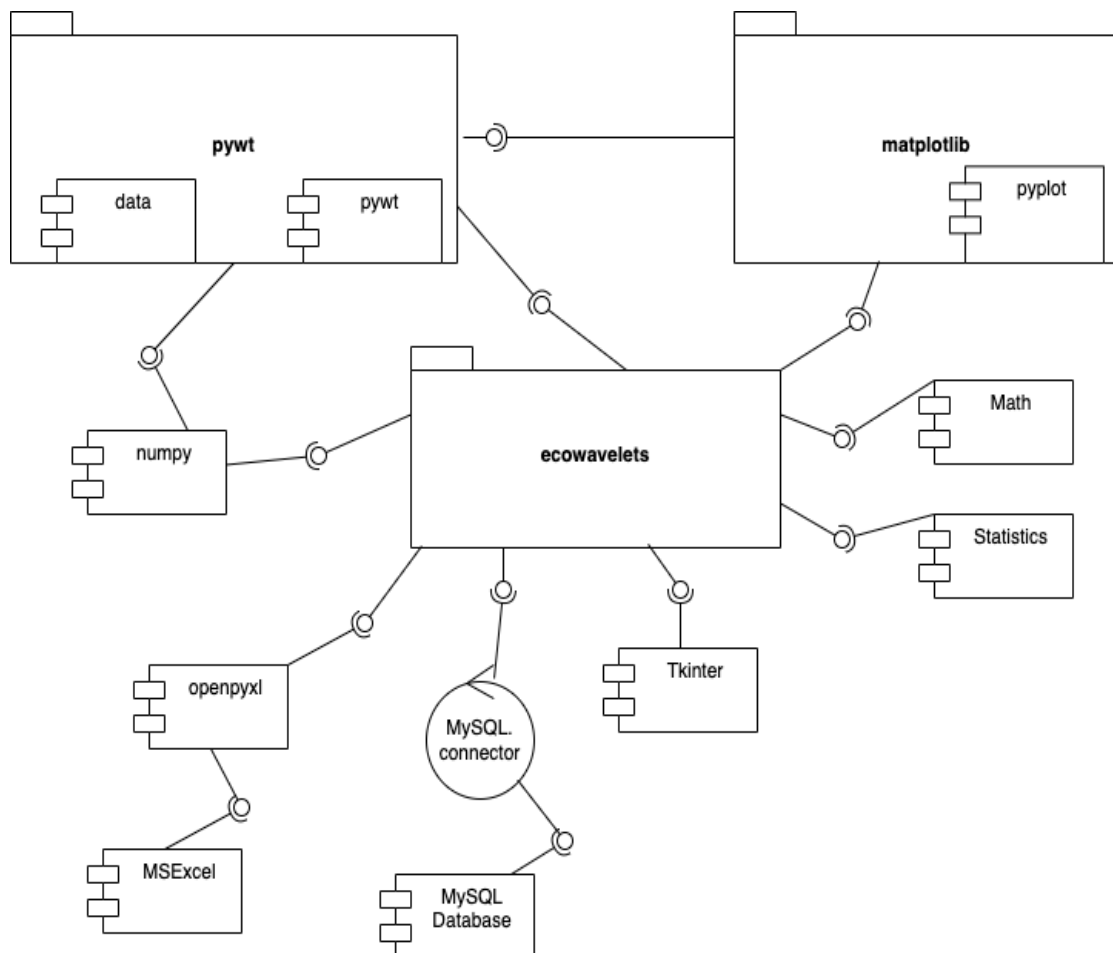 pywt
matplotlib
data
pywt
pyplot
ecowavelets
Math
numpy
Statistics
openpyxl
Tkinter
MySQL.
connector
MSExcel
MySQL
Database